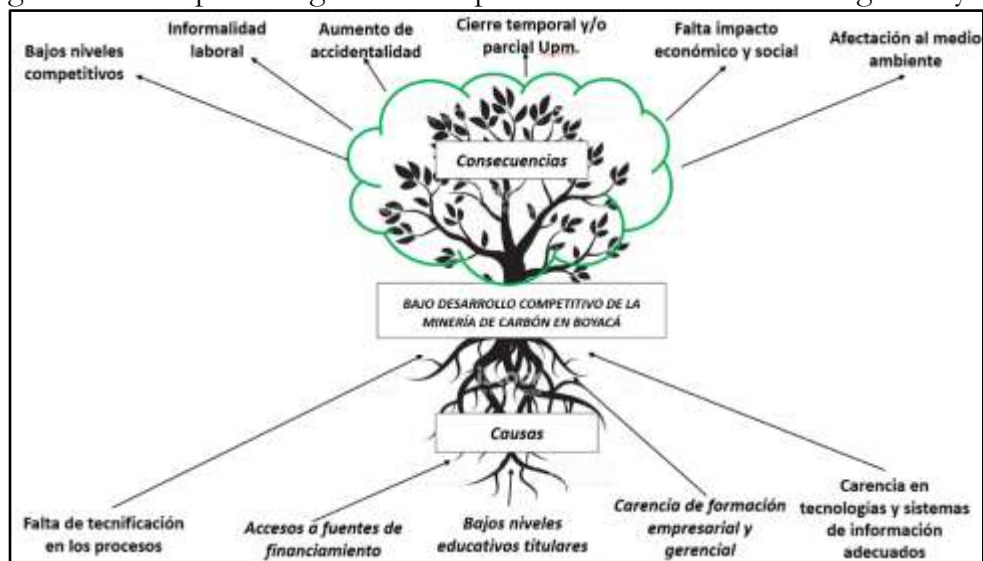 Bajos niveles
competitivos
Informalidad
laboral
Aumento de
accidentalidad
Cierre temporal y/o
parcial Upm.
Falta impacto
económico y social
Afectación al medio
ambiente
Consecuencias
BAJO DESARROLLO COMPETITIVO DE LA
MINERÍA DE CARBÓN EN BOYACÁ
Causas
Falta de tecnificación
en los procesos
Accesos a fuentes de
financiamiento
Bajos niveles
educativos titulares
Carencia de formación
empresarial y
gerencial
Carencia en
tecnologías y sistemas
de información
adecuados